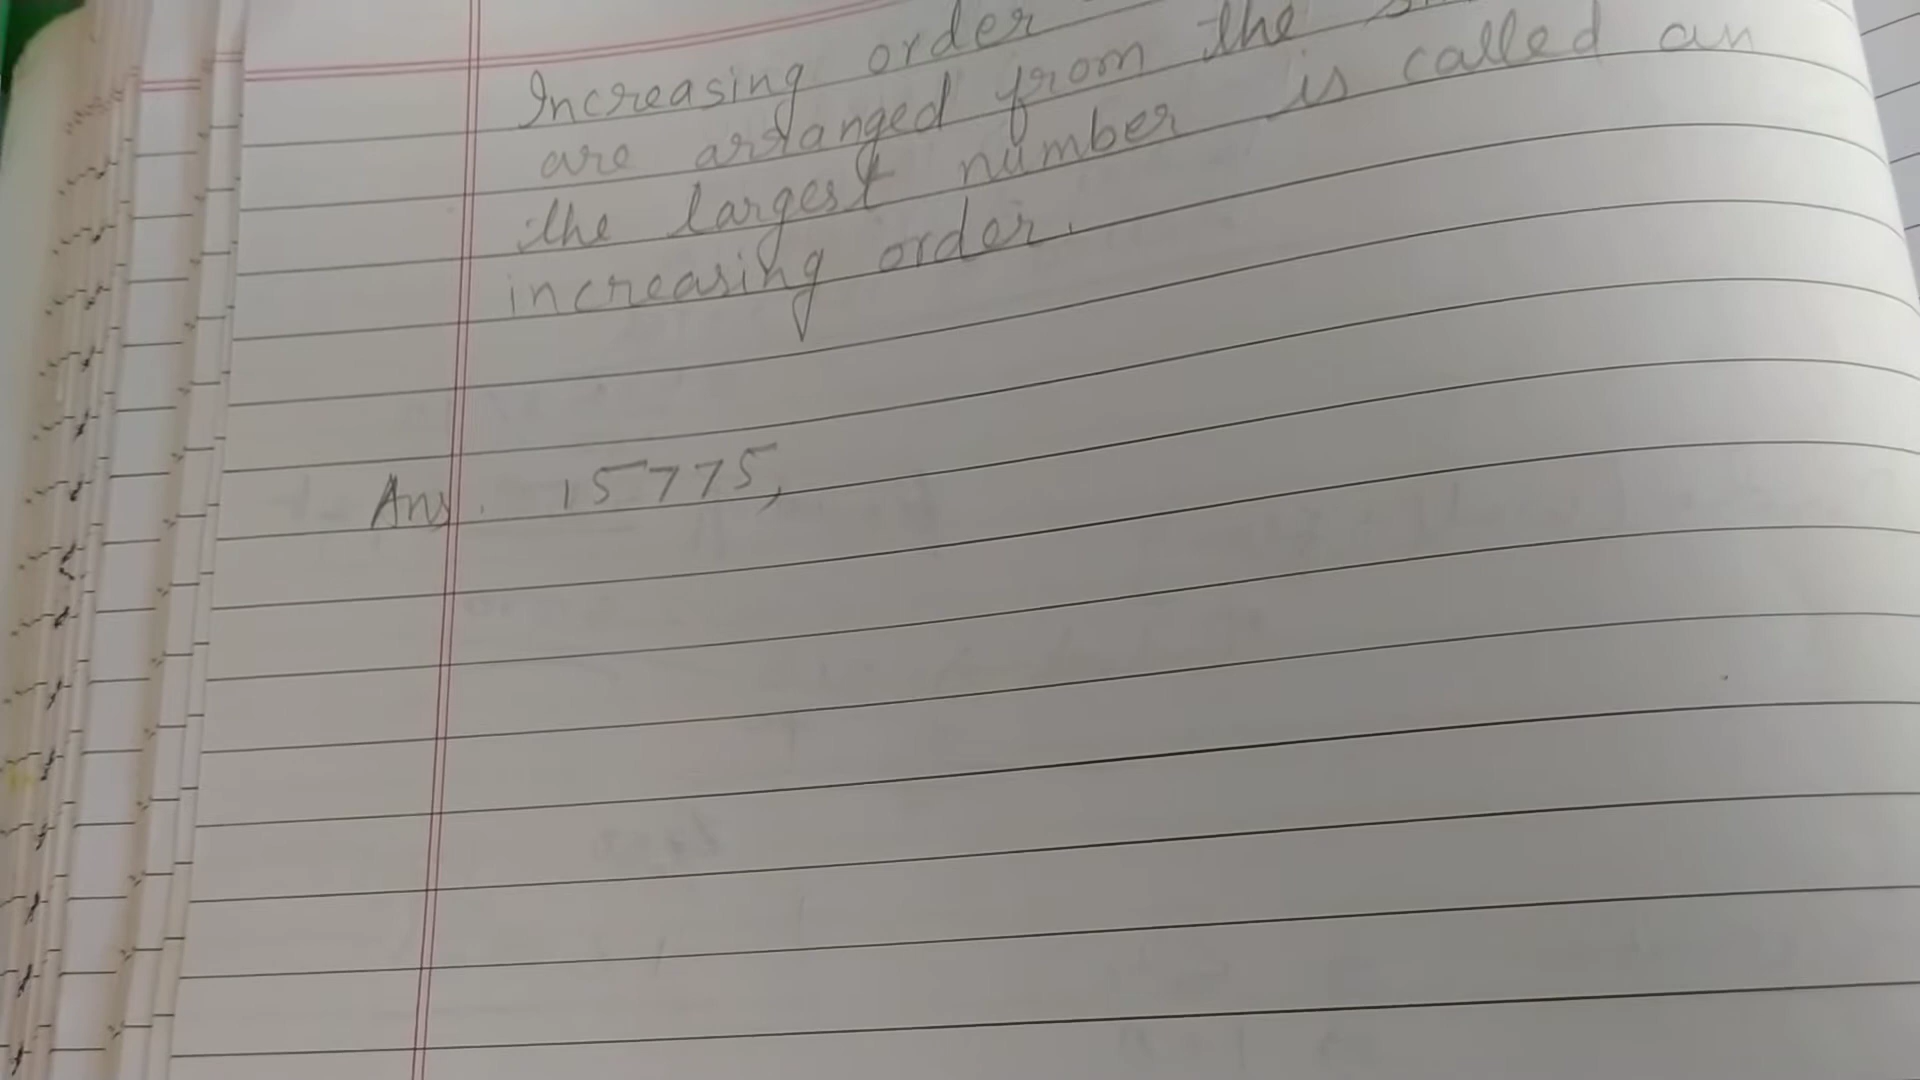 Increasing order
are arranged from the
the largest number is called an
increasing order.
Ans. 15775,